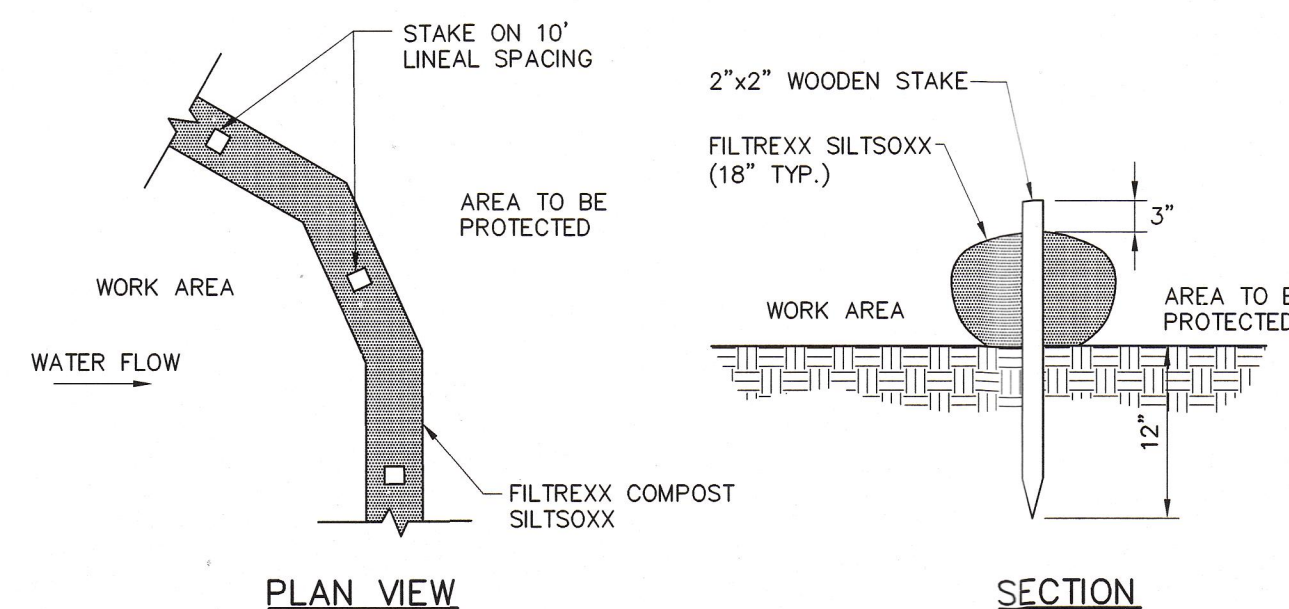 STAKE ON 10'
LINEAL SPACING
AREA TO BE
PROTECTED
WORK AREA
WATER FLOW
FILTREXX COMPOST
SILTSOXX
PLAN VIEW
2"x2" WOODEN STAKE
FILTREXX SILTSOXX
(18" TYP.)
3"
WORK AREA
AREA TO B
PROTECTED
12"
SECTION